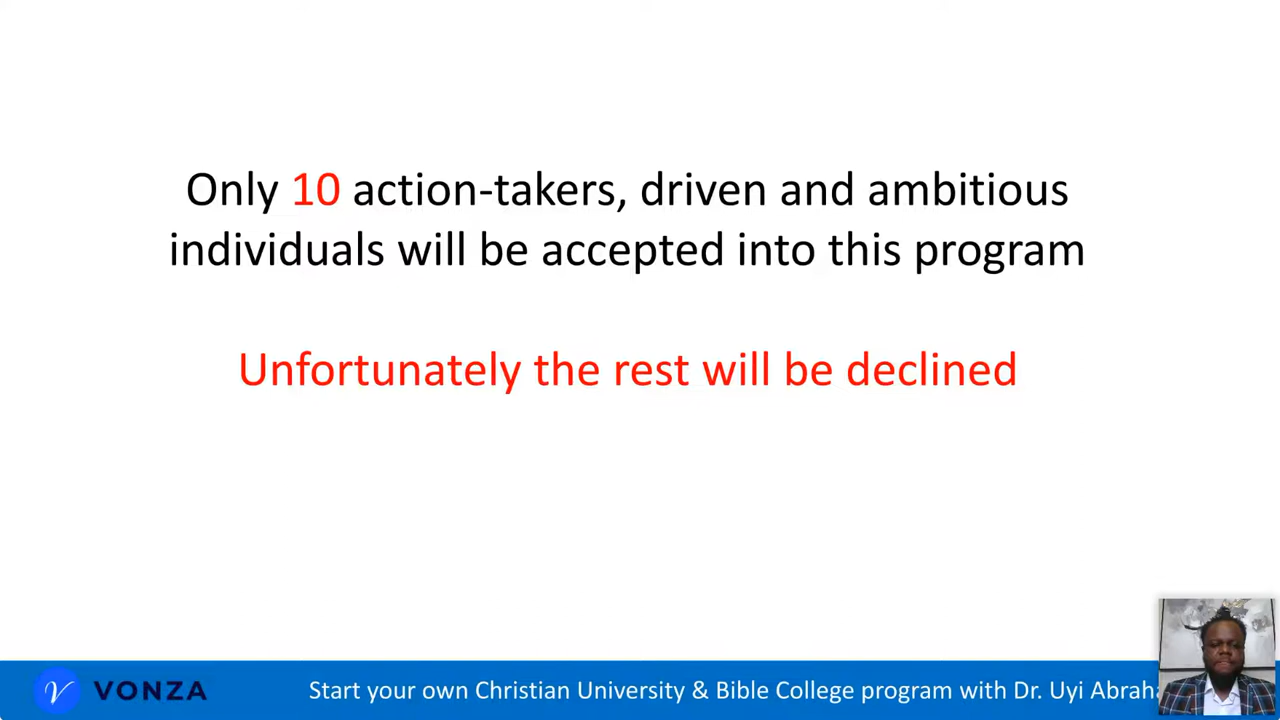 Only 10 action-takers, driven and ambitious
individuals will be accepted into this program
Unfortunately the rest will be declined
VONZA
Start your own Christian University & Bible College program with Dr. Uyi Abraha